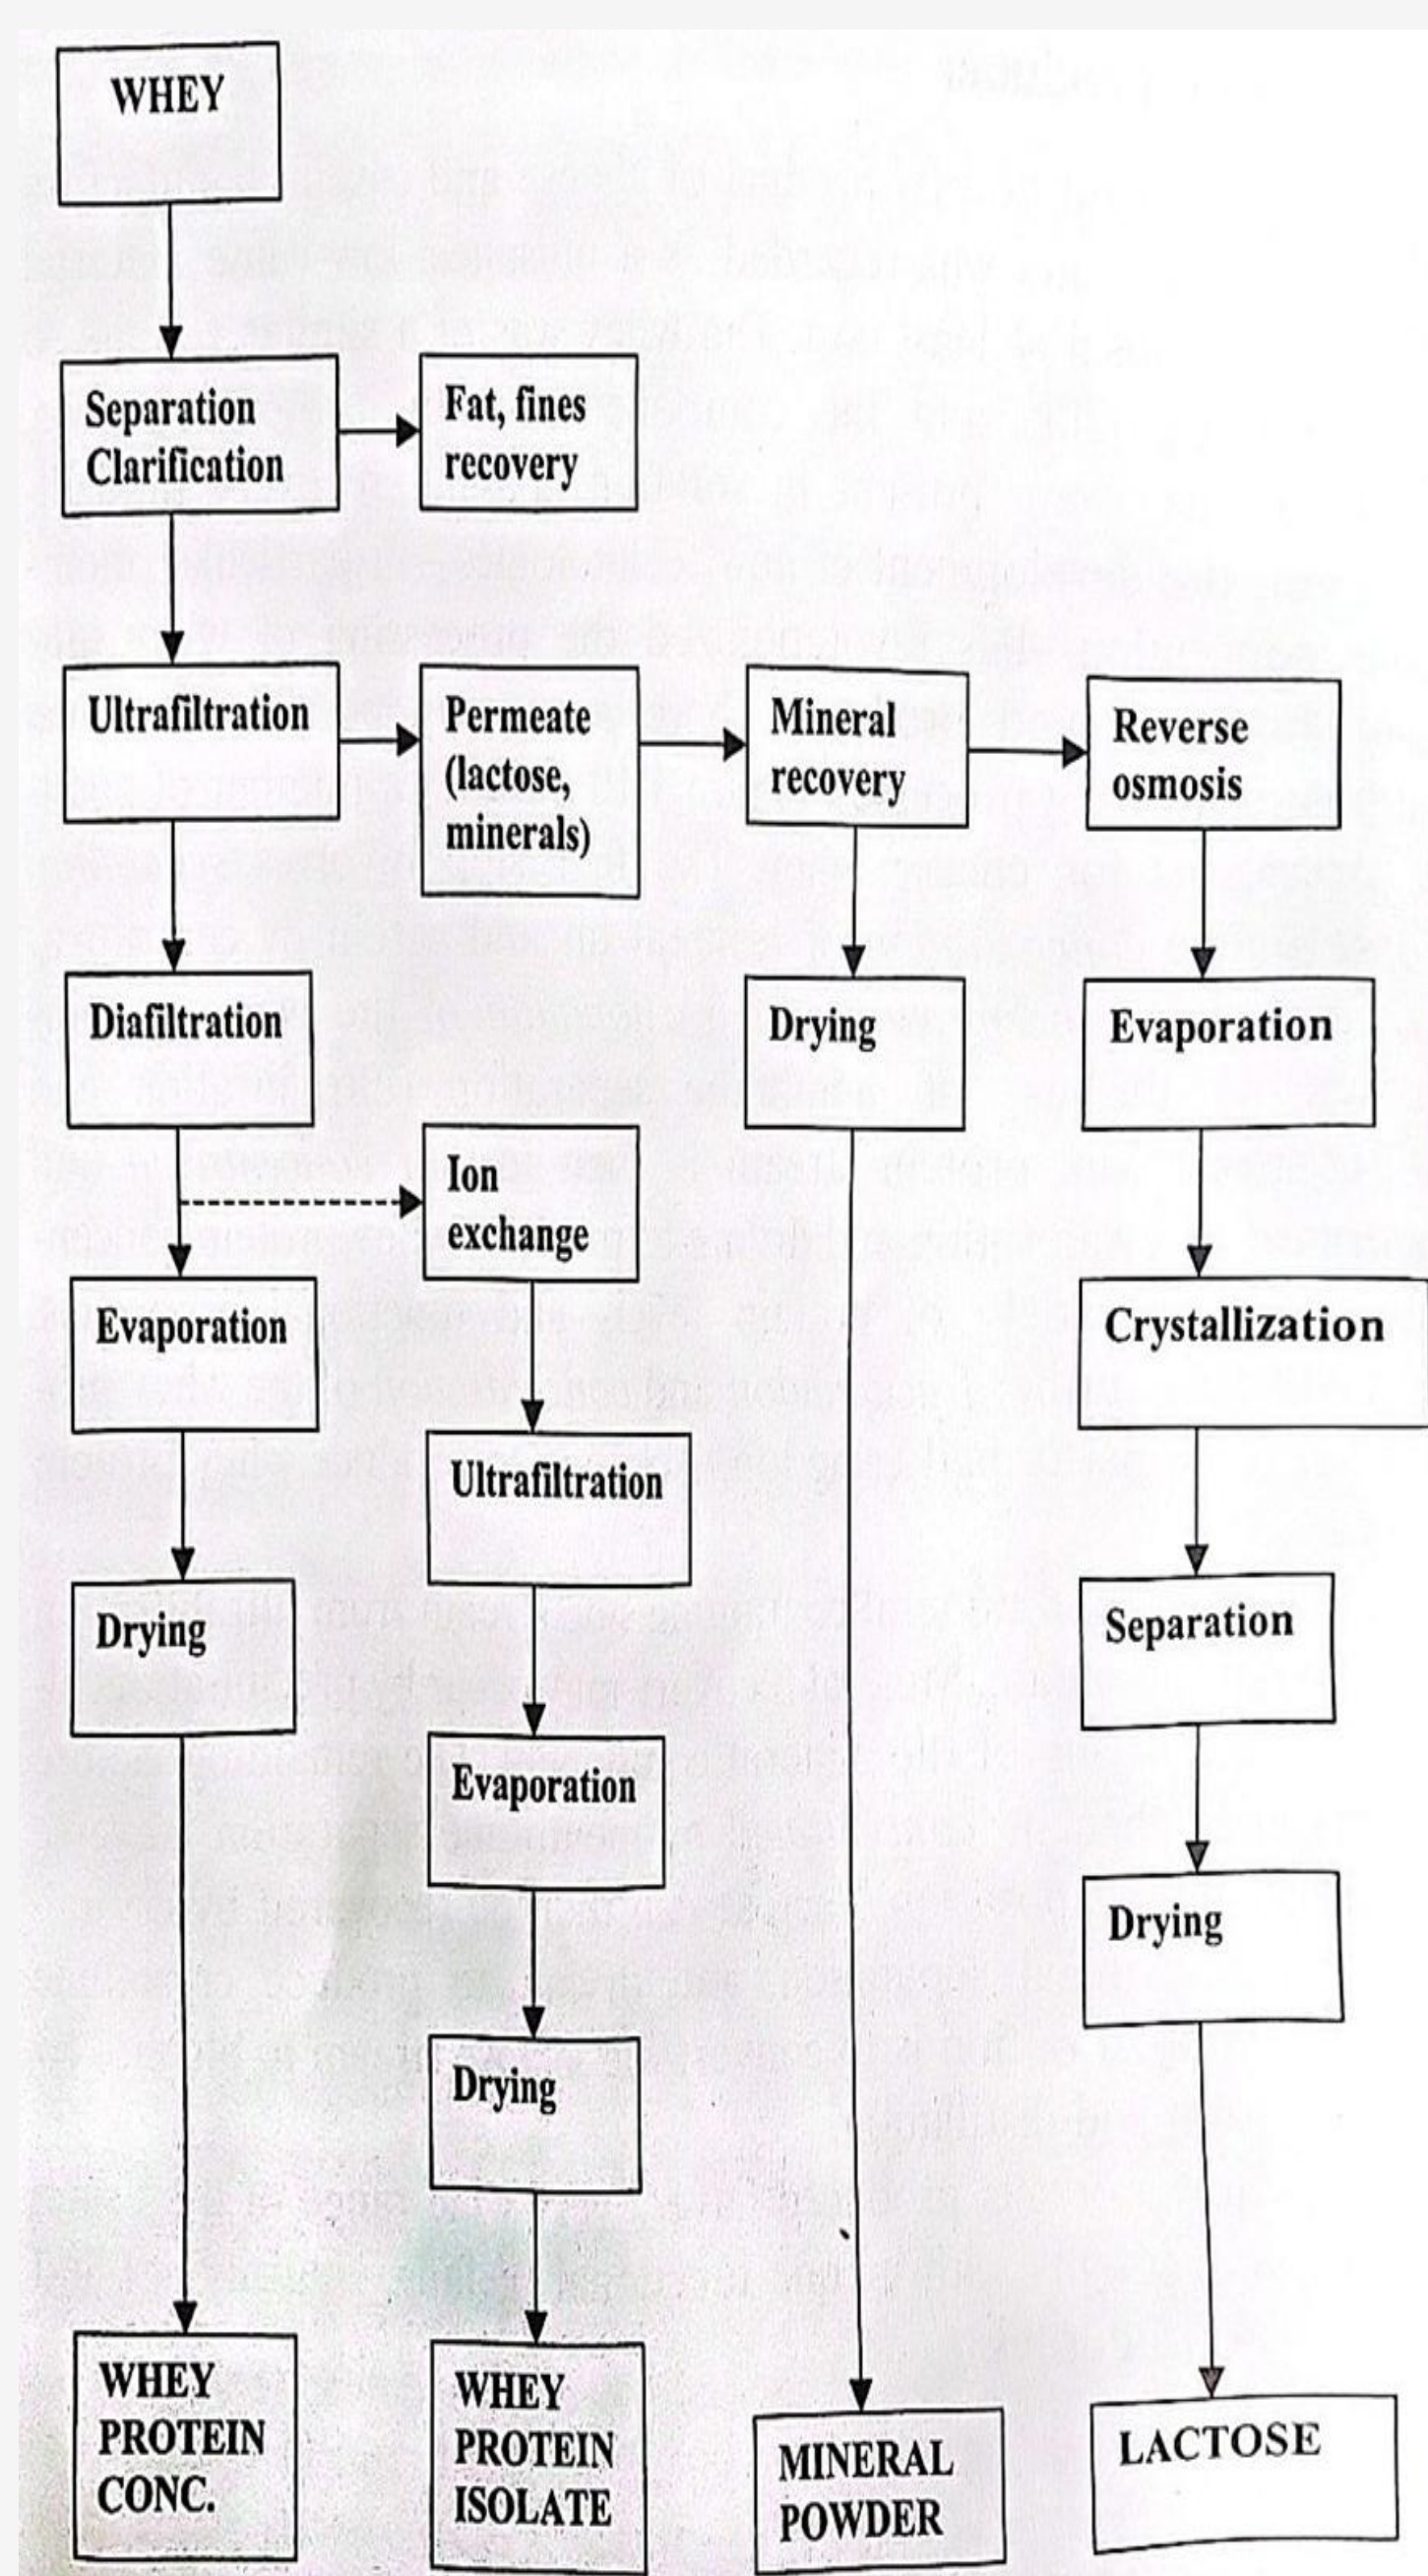 WHEY
Separation
Clarification
Fat, fines
recovery
Ultrafiltration
Permeate
(lactose,
minerals)
Mineral
recovery
Reverse
osmosis
Diafiltration
Drying
Evaporation
Ion
exchange
Evaporation
Crystallization
Ultrafiltration
Drying
Separation
Evaporation
Drying
Drying
WHEY
PROTEIN
CONC.
WHEY
PROTEIN
ISOLATE
MINERAL
POWDER
LACTOSE